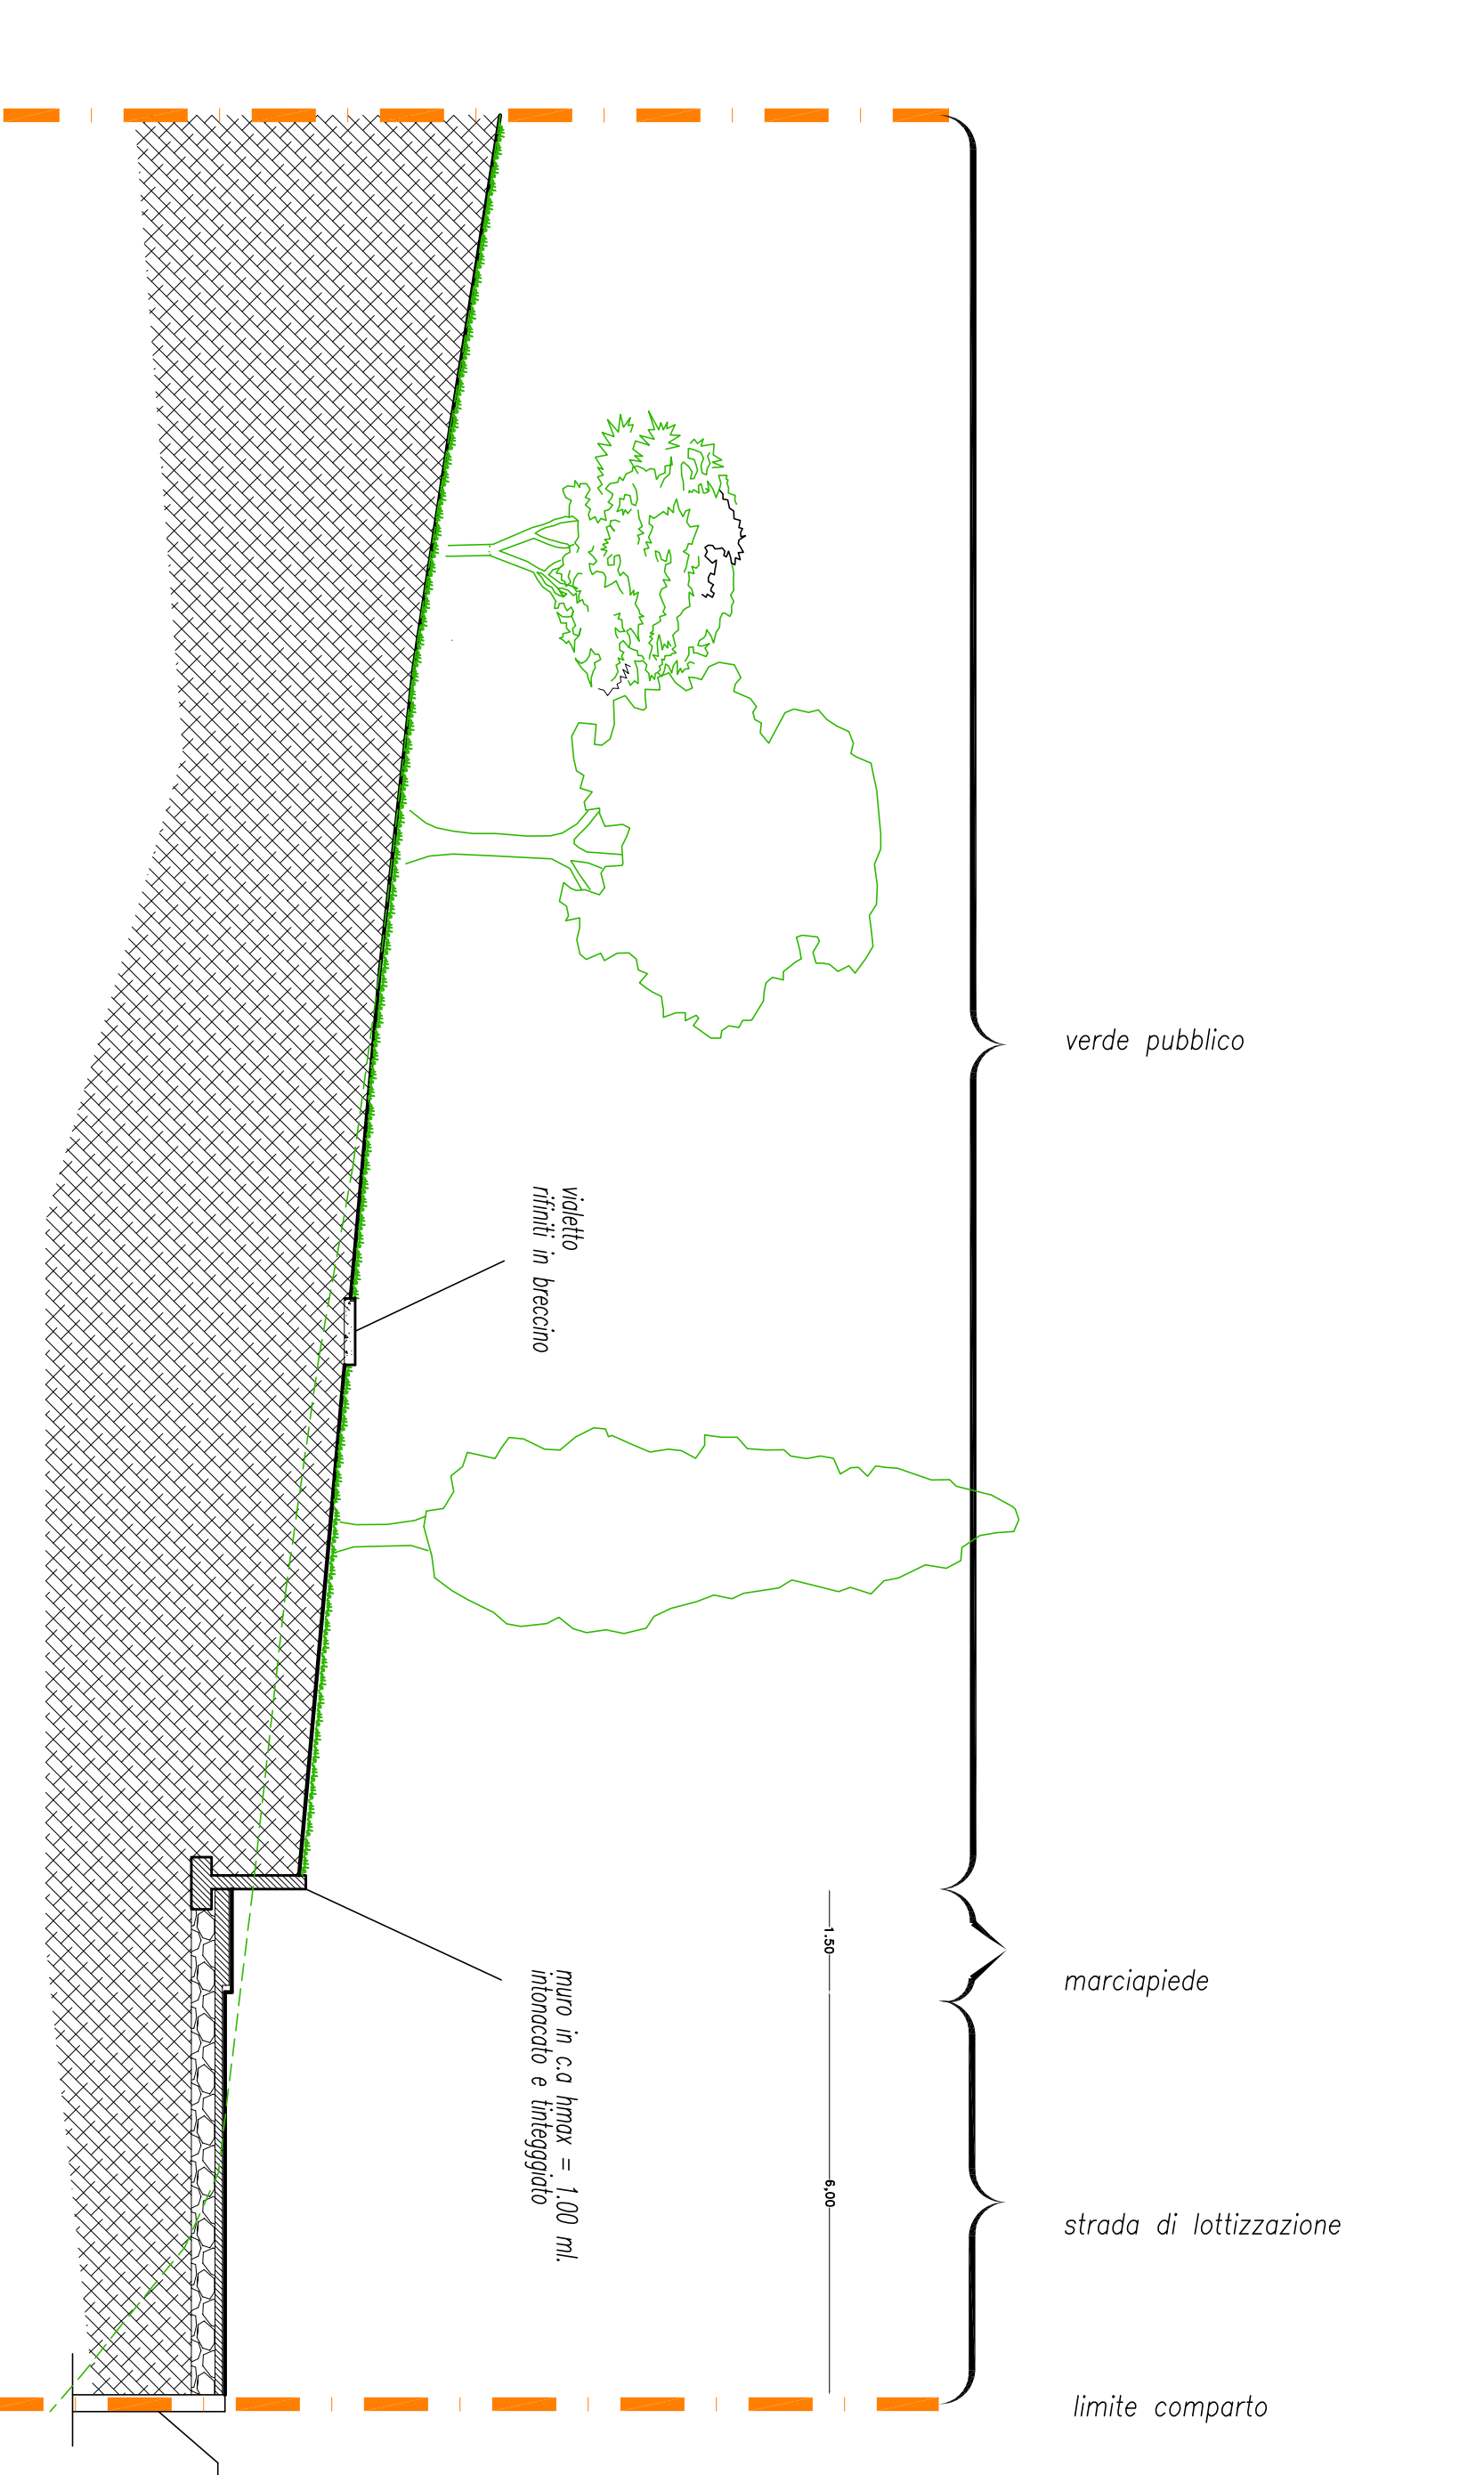 verde pubblico
vialetto
rifiniti in breccino
1.50
marciapiede
muro in c.a hmax = 1.00 ml.
intonacato e tintegggiato
6,00
strada di lottizzazione
limite comparto